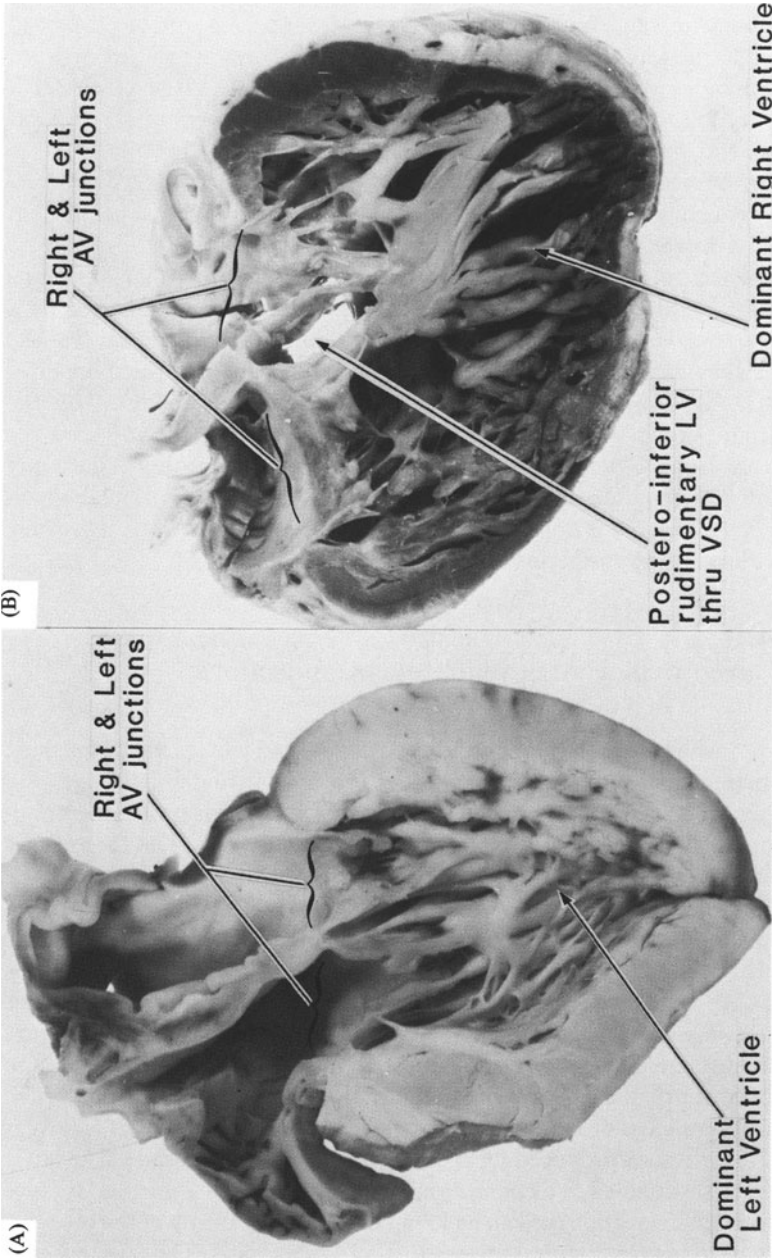 (A)
Right & Left
AV junctions
Dominant
Left Ventricle
(B)
Right & Left
AV junctions
Postero-inferior
rudimentary LV
thru VSD
Dominant Right Ventricle